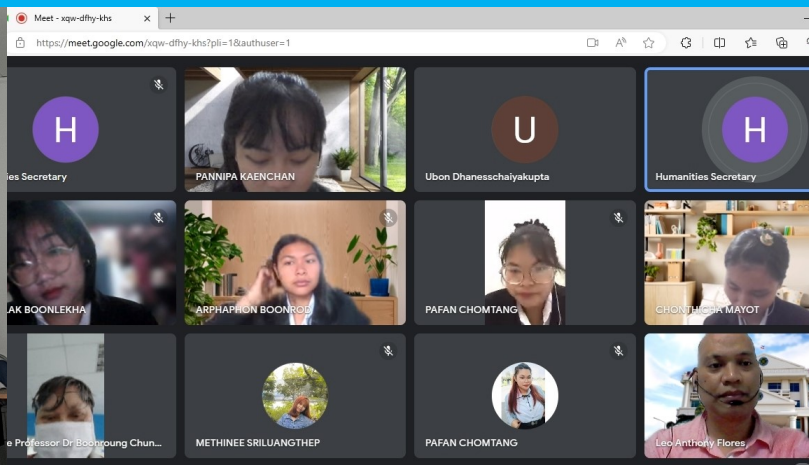 Meet - xqw-dfhy-khs
https://meet.google.com/xqw-dfhy-khs?pli=1&authuser=1
H
U
H
ies Secretary
PANNIPA KAENCHAN
Ubon Dhanesschaiyakupta
Humanities Secretary
AK BOONLEKHA
ARPHAPHON BOONROD
PAFAN CHOMTANG
CHONTHICHA MAYOT
e Professor Dr Boonroung Chun...
METHINEE SRILUANGTHEP
PAFAN CHOMTANG
Leo Anthony Flores